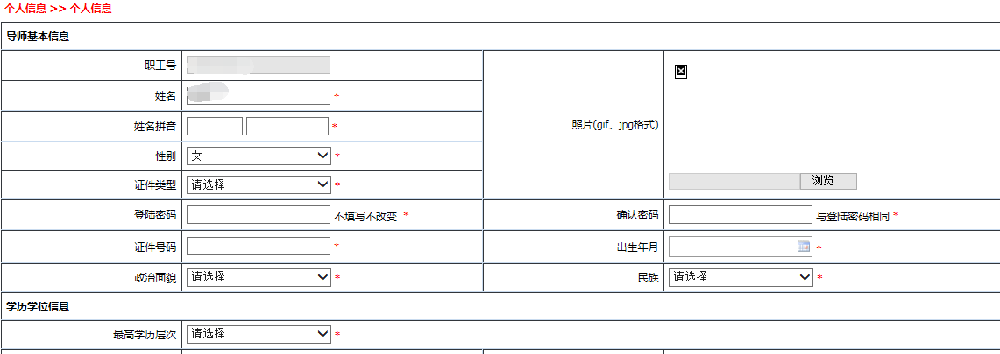 个人信息 >> 个人信息
导师基本信息
职工号
姓名 *
姓名拼音 *
照片(gif、jpg格式)
性别 女 *
证件类型 请选择 *
浏览...
登陆密码 不填写不改变 * 确认密码 与登陆密码相同 *
证件号码 * 出生年月 *
政治面貌 请选择 * 民族 请选择 *
学历学位信息
最高学历层次 请选择 *